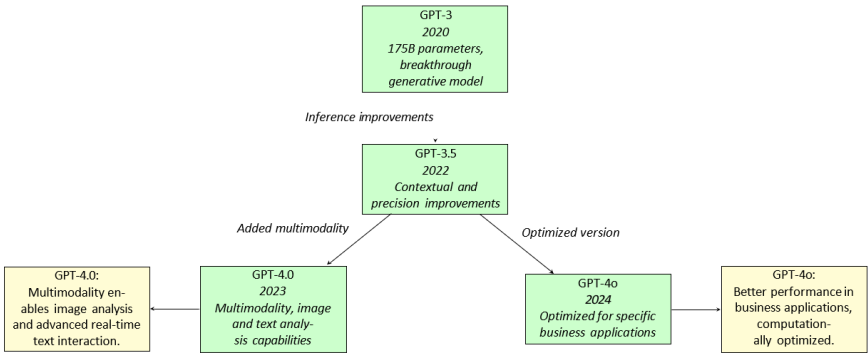 GPT-3
2020
175B parameters,
breakthrough
generative model
Inference improvements
GPT-3.5
2022
Contextual and
precision improvements
Added multimodality
Optimized version
GPT-4.0:
Multimodality en-
ables image analysis
and advanced real-time
text interaction.
GPT-4.0
2023
Multimodality, image
and text analy-
sis capabilities
GPT-4o
2024
Optimized for specific
business applications
GPT-4o:
Better performance in
business applications,
computation-
ally optimized.